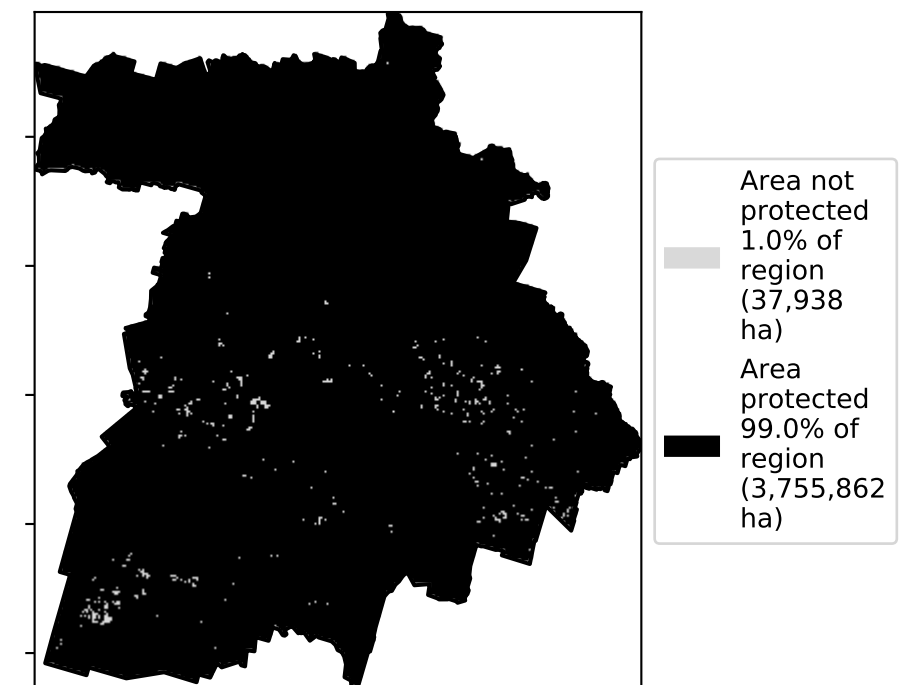 Area not
protected
1.0% of
region
(37,938
ha)
Area
protected
99.0% of
region
(3,755,862
ha)